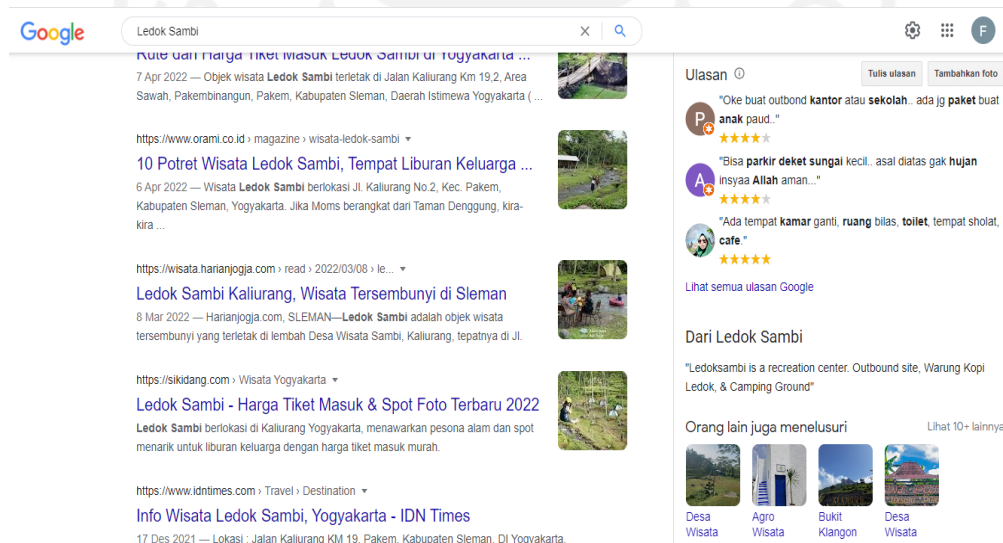 Google
Ledok Sambi
F
Rute dan Harga Tiket Masuk Ledok Sambi di Yogyakarta ...
7 Apr 2022 — Objek wisata Ledok Sambi terletak di Jalan Kaliurang Km 19,2, Area
Sawah, Pakembinangun, Pakem, Kabupaten Sleman, Daerah Istimewa Yogyakarta ( ...
https://www.orami.co.id › magazine › wisata-ledok-sambi
10 Potret Wisata Ledok Sambi, Tempat Liburan Keluarga ...
6 Apr 2022 — Wisata Ledok Sambi berlokasi Jl. Kaliurang No.2, Kec. Pakem,
Kabupaten Sleman, Yogyakarta. Jika Moms berangkat dari Taman Denggung, kira-
kira ...
https://wisata.harianjogja.com › read › 2022/03/08 › le...
Ledok Sambi Kaliurang, Wisata Tersembunyi di Sleman
8 Mar 2022 — Harianjogja.com, SLEMAN—Ledok Sambi adalah objek wisata
tersembunyi yang terletak di lembah Desa Wisata Sambi, Kaliurang, tepatnya di Jl.
https://sikidang.com › Wisata Yogyakarta
Ledok Sambi - Harga Tiket Masuk & Spot Foto Terbaru 2022
Ledok Sambi berlokasi di Kaliurang Yogyakarta, menawarkan pesona alam dan spot
menarik untuk liburan keluarga dengan harga tiket masuk murah.
https://www.idntimes.com › Travel › Destination
Info Wisata Ledok Sambi, Yogyakarta - IDN Times
17 Des 2021 — Lokasi : Jalan Kaliurang KM 19, Pakem, Kabupaten Sleman, DI Yogyakarta.
Ulasan
Tulis ulasan
Tambahkan foto
P
"Oke buat outbond kantor atau sekolah.. ada jg paket buat
anak paud.."
A
"Bisa parkir deket sungai kecil.. asal diatas gak hujan
insyaa Allah aman..."
"Ada tempat kamar ganti, ruang bilas, toilet, tempat sholat,
cafe."
Lihat semua ulasan Google
Dari Ledok Sambi
"Ledoksambi is a recreation center. Outbound site, Warung Kopi
Ledok, & Camping Ground"
Orang lain juga menelusuri
Lihat 10+ lainnya
Desa
Wisata
Agro
Wisata
Bukit
Klangon
Desa
Wisata